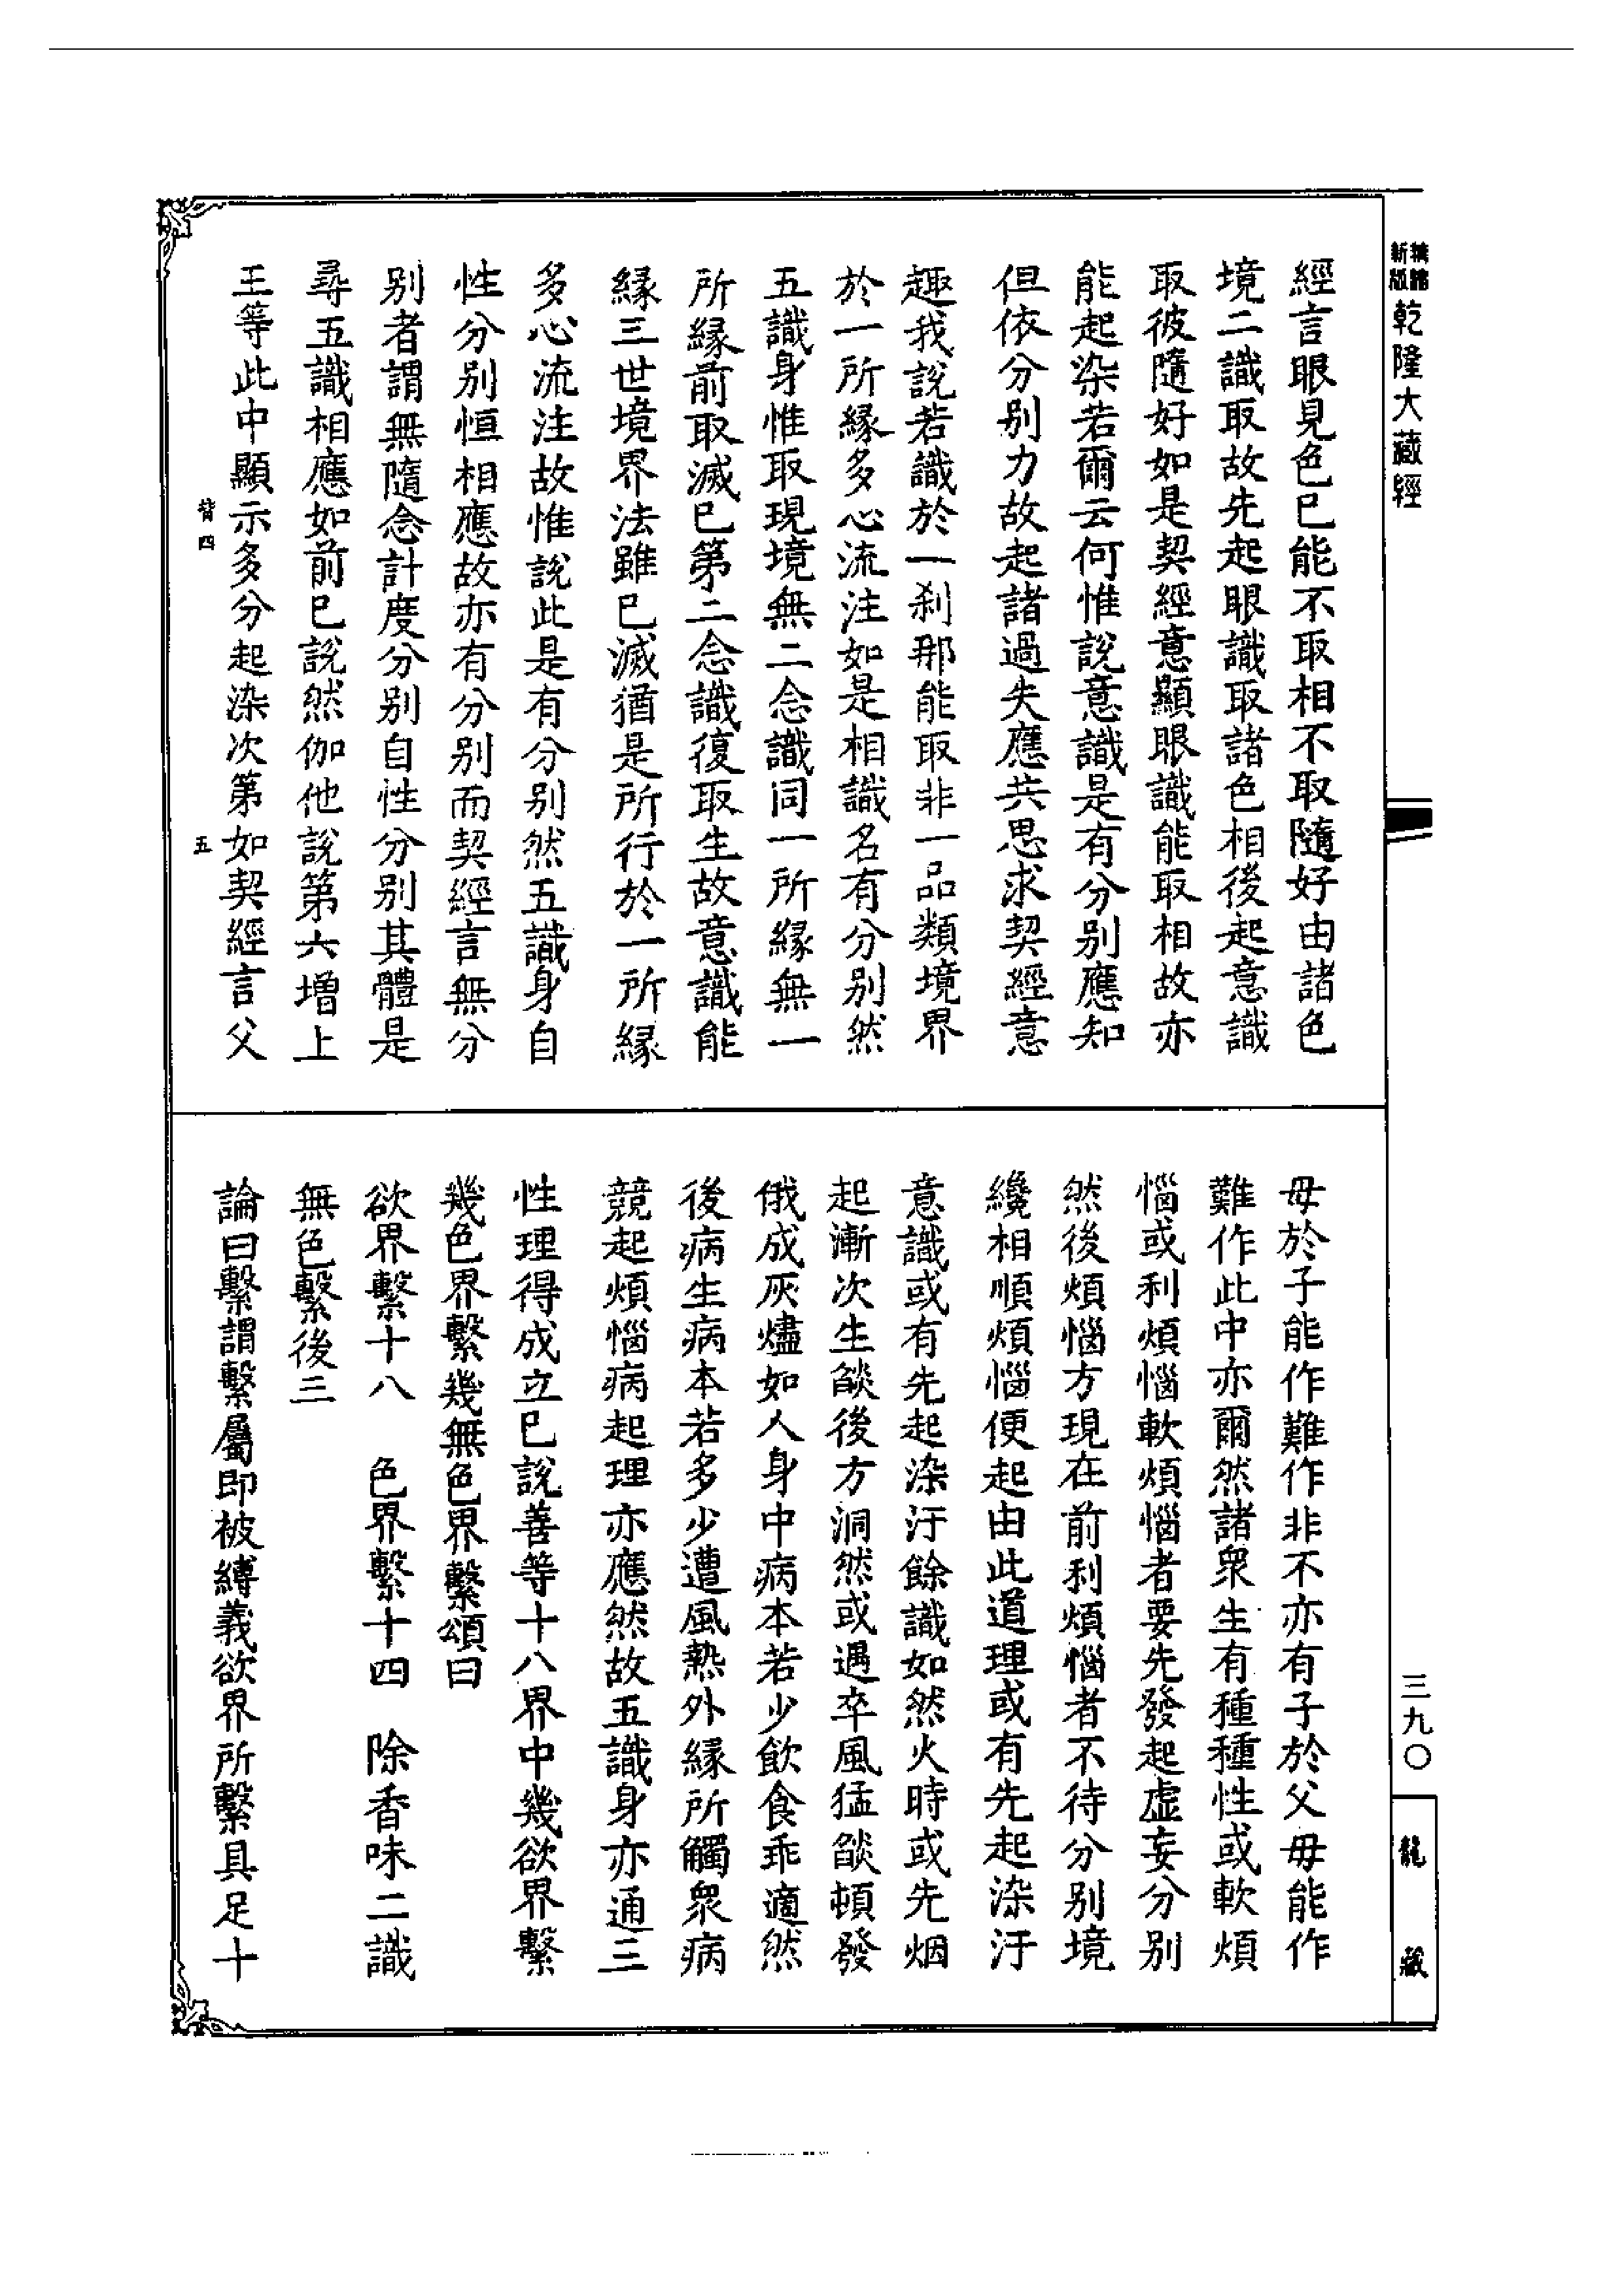 新版
精縮
乾隆大藏經
三九〇
龍藏
經言眼見色已能不取相不取隨好由諸色
境二識取故先起眼識取諸色相後起意識
取彼隨好如是契經意顯眼識能取相故亦
能起染若爾云何惟說意識是有分别應知
但依分别力故起諸過失應共思求契經意
趣我說若識於一剎那能取非一品類境界
於一所緣多心流注如是相識名有分别然
五識身惟取現境無二念識同一所緣無一
所緣前取滅已第二念識復取生故意識能
緣三世境界法雖已滅猶是所行於一所緣
多心流注故惟說此是有分别然五識身自
性分别恒相應故亦有分别而契經言無分
别者謂無隨念計度分别自性分别其體是
尋五識相應如前已說然伽他說第六增上
王等此中顯示多分起染次第如契經言父
四
五
母於子能作難作非不亦有子於父母能作
難作此中亦爾然諸衆生有種種性或軟煩
惱或利煩惱軟煩惱者要先發起虛妄分别
然後煩惱方現在前利煩惱者不待分别境
纔相順煩惱便起由此道理或有先起染汙
意識或有先起染汙餘識如然火時或先烟
起漸次生燄後方洞然或遇卒風猛燄頓發
俄成灰燼如人身中病本若少飲食乖適然
後病生病本若多少遭風熱外緣所觸衆病
競起煩惱病起理亦應然故五識身亦通三
性理得成立已說善等十八界中幾欲界繫
幾色界繫幾無色界繫頌曰
欲界繫十八　色界繫十四　除香味二識
無色繫後三
論曰繫謂繫屬即被縛義欲界所繫具足十